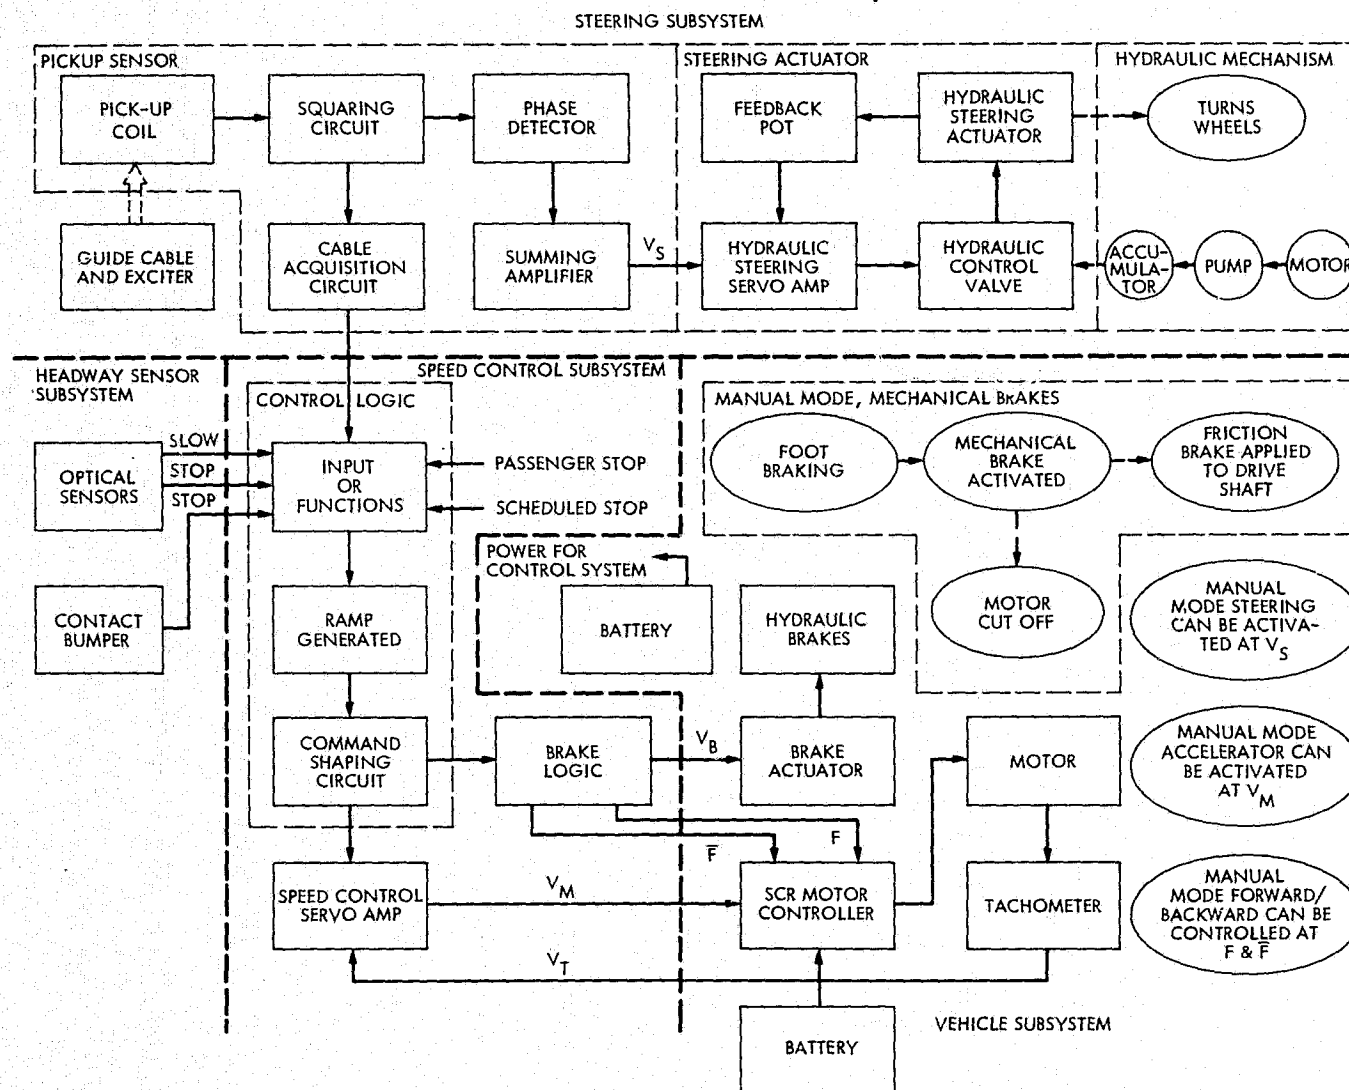 STEERING SUBSYSTEM
PICKUP SENSOR
STEERING ACTUATOR
HYDRAULIC MECHANISM
PICK-UP
COIL
SQUARING
CIRCUIT
PHASE
DETECTOR
FEEDBACK
POT
HYDRAULIC
STEERING
ACTUATOR
TURNS
WHEELS
GUIDE CABLE
AND EXCITER
CABLE
ACQUISITION
CIRCUIT
SUMMING
AMPLIFIER
V_S
HYDRAULIC
STEERING
SERVO AMP
HYDRAULIC
CONTROL
VALVE
ACCU-
MULA-
TOR
PUMP
MOTOR
HEADWAY SENSOR
SUBSYSTEM
SPEED CONTROL SUBSYSTEM
CONTROL LOGIC
MANUAL MODE, MECHANICAL BRAKES
OPTICAL
SENSORS
SLOW
STOP
STOP
INPUT
OR
FUNCTIONS
PASSENGER STOP
SCHEDULED STOP
FOOT
BRAKING
MECHANICAL
BRAKE
ACTIVATED
FRICTION
BRAKE APPLIED
TO DRIVE
SHAFT
POWER FOR
CONTROL SYSTEM
CONTACT
BUMPER
RAMP
GENERATED
BATTERY
HYDRAULIC
BRAKES
MOTOR
CUT OFF
MANUAL
MODE STEERING
CAN BE ACTIVA-
TED AT V_S
COMMAND
SHAPING
CIRCUIT
BRAKE
LOGIC
V_B
BRAKE
ACTUATOR
MOTOR
MANUAL MODE
ACCELERATOR CAN
BE ACTIVATED
AT V_M
F̅
F
SPEED CONTROL
SERVO AMP
V_M
SCR MOTOR
CONTROLLER
TACHOMETER
MANUAL
MODE FORWARD/
BACKWARD CAN BE
CONTROLLED AT
F & F̅
V_T
BATTERY
VEHICLE SUBSYSTEM